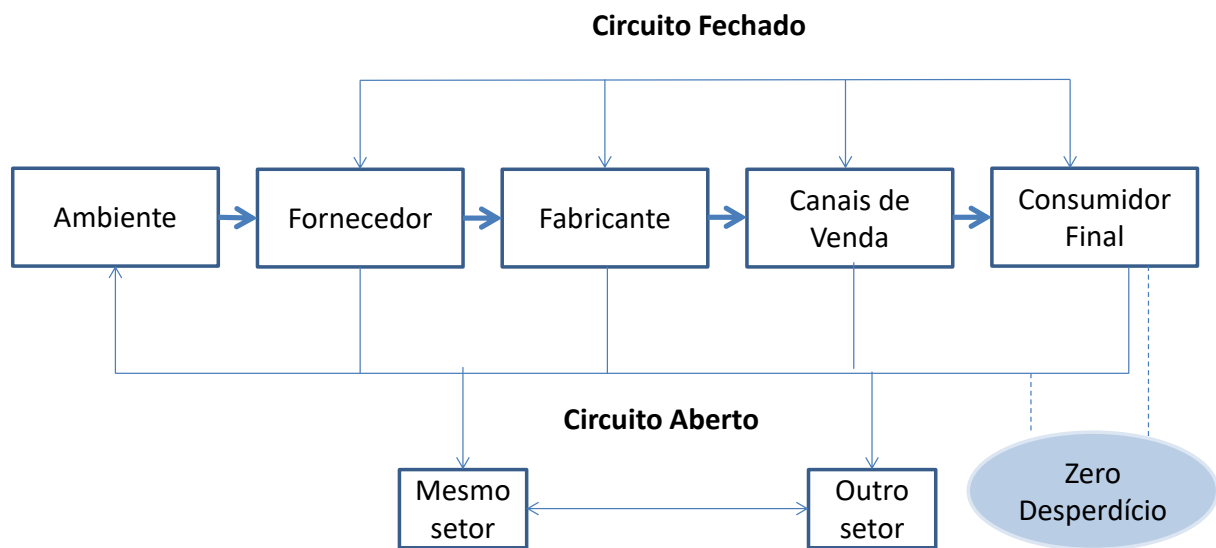 Circuito Fechado
Ambiente
Fornecedor
Fabricante
Canais de
Venda
Consumidor
Final
Circuito Aberto
Mesmo
setor
Outro
setor
Zero
Desperdício